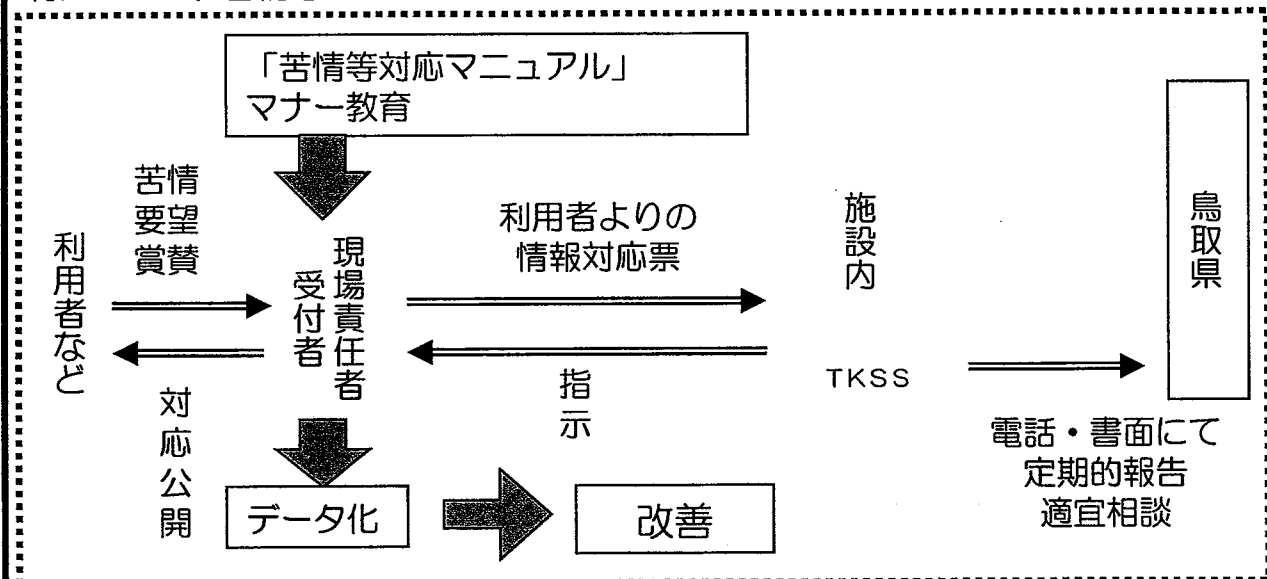 「苦情等対応マニュアル」
マナー教育
苦情
要望
賞賛
利用者など
対応公開
現場責任者
受付者
利用者よりの
情報対応票
指示
施設内
TKSS
鳥取県
電話・書面にて
定期的報告
適宜相談
データ化
改善